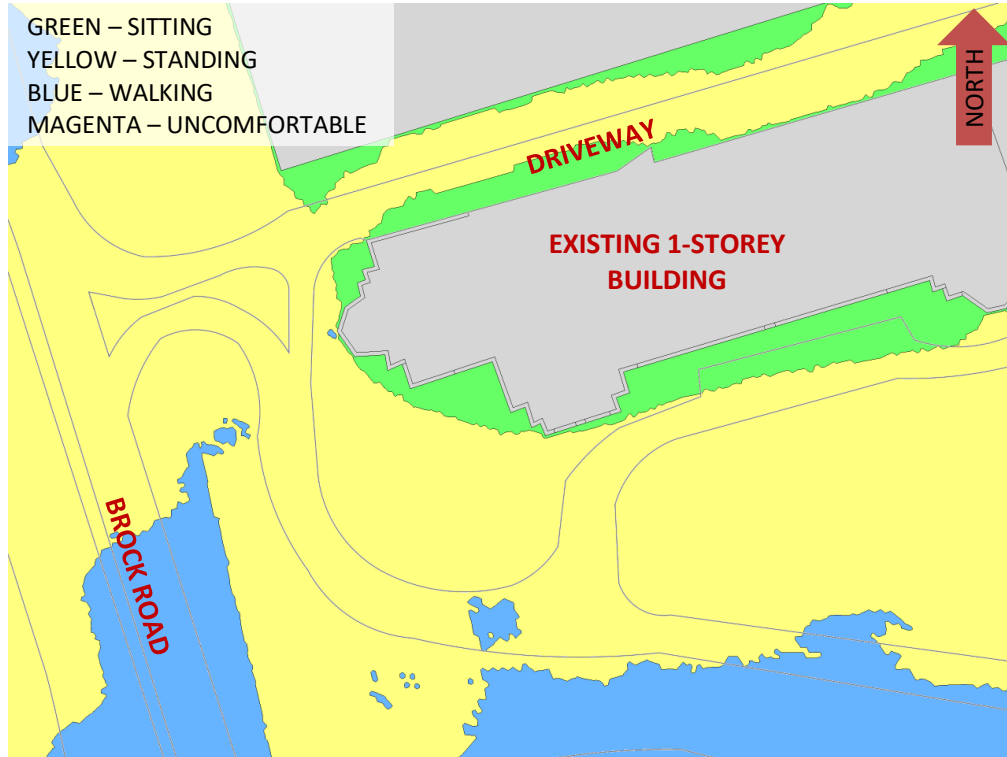 GREEN – SITTING
YELLOW – STANDING
BLUE – WALKING
MAGENTA – UNCOMFORTABLE
NORTH
DRIVEWAY
EXISTING 1-STOREY
BUILDING
BROCK ROAD